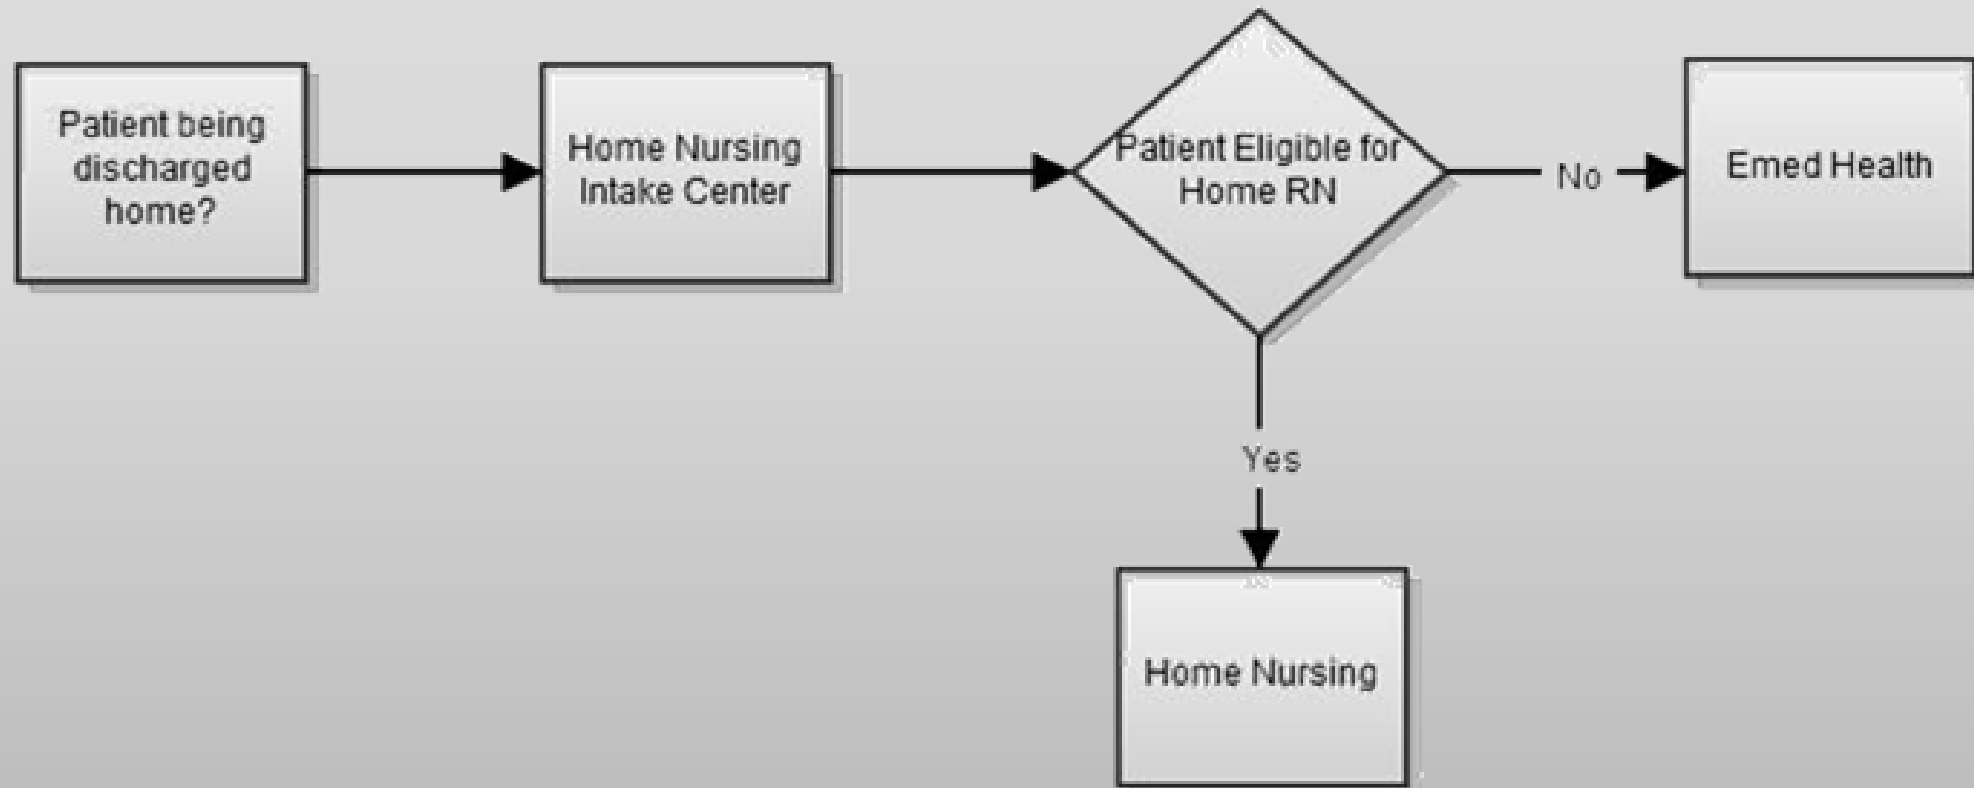 Patient being
discharged
home?
Home Nursing
Intake Center
Patient Eligible for
Home RN
No
Emed Health
Yes
Home Nursing